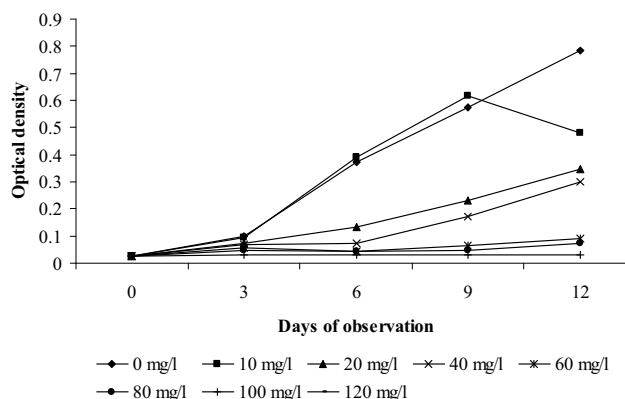 0.9
0.8
0.7
0.6
0.5
0.4
0.3
0.2
0.1
0
Optical density
0 3 6 9 12
Days of observation
0 mg/l 10 mg/l 20 mg/l 40 mg/l 60 mg/l
80 mg/l 100 mg/l 120 mg/l